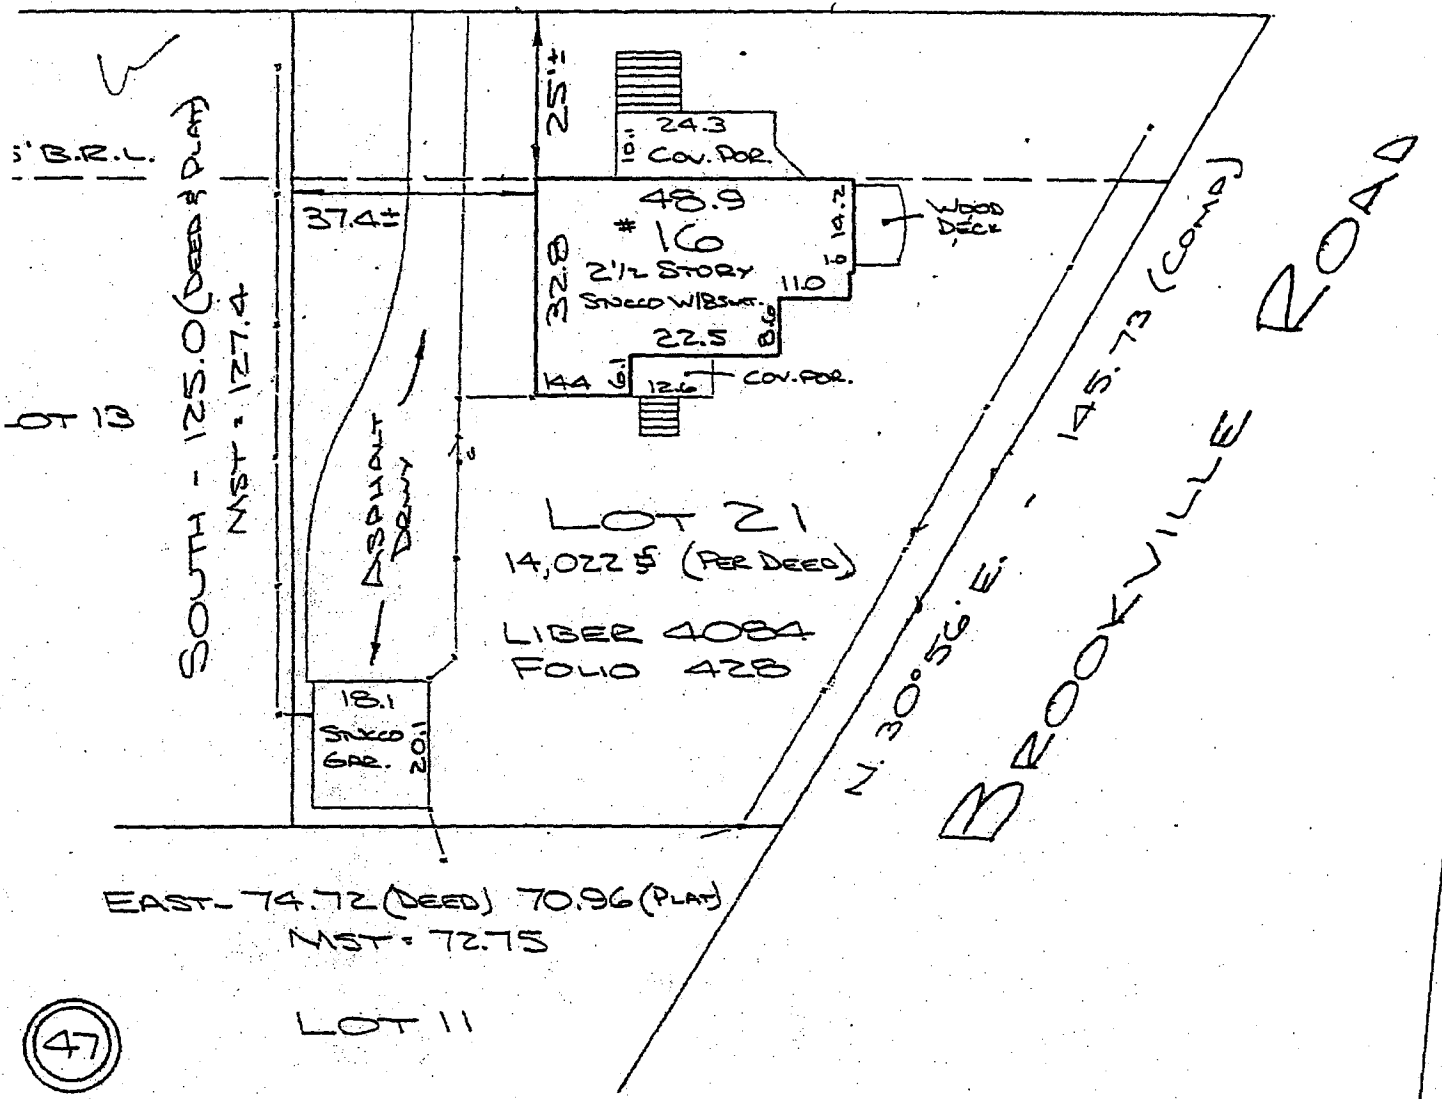 25'±
24.3
10.1
COV. POR.
5' B.R.L.
37.4±
48.9
# 16
2 1/2 STORY
STUCCO W/BSMT.
32.8
14.2
WOOD
DECK
11.0
8.6
22.5
14.4
6.1
12.6
COV. POR.
SOUTH - 125.0 (DEED & PLAT)
MST = 127.4
LOT 13
ASPHALT
DRWY
LOT 21
14,022 SF (PER DEED)
LIBER 4084
FOLIO 428
18.1
STUCCO
GAR.
20.1
N. 30° 56' E. - 145.73 (COMP)
BROOKVILLE ROAD
EAST - 74.72 (DEED) 70.96 (PLAT)
MST = 72.75
LOT 11
47